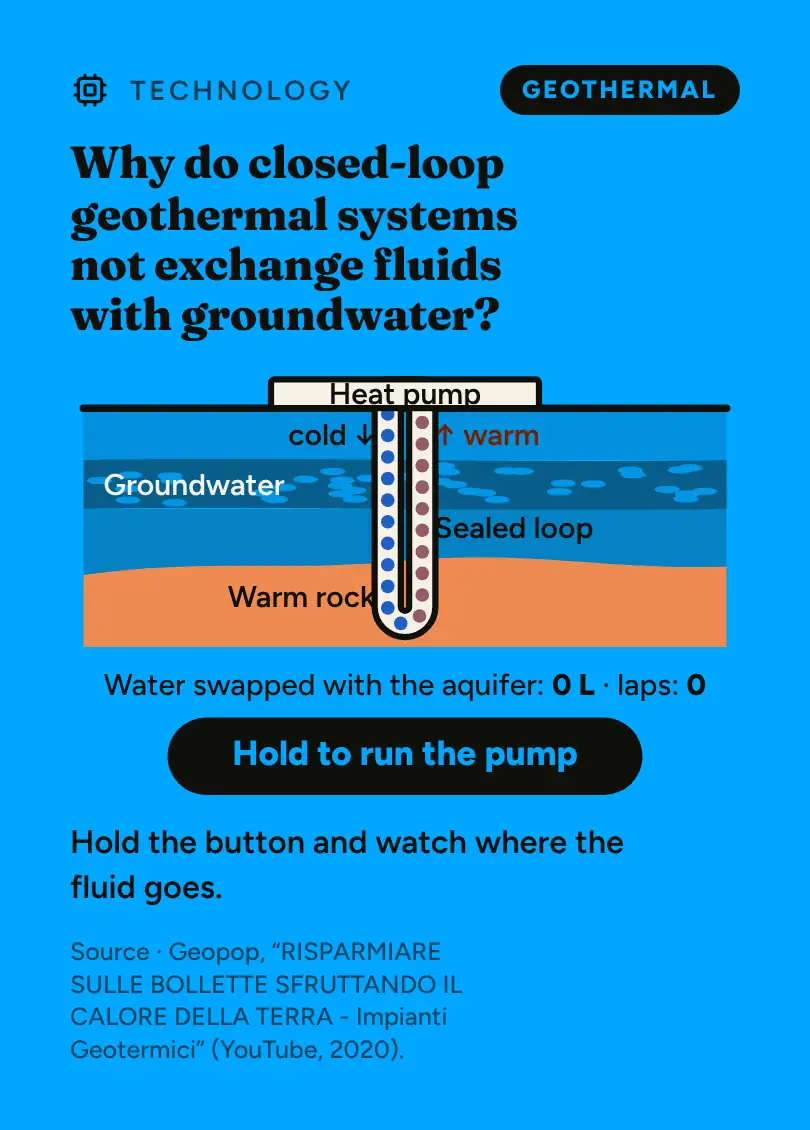 TECHNOLOGY
GEOTHERMAL
Why do closed-loop
geothermal systems
not exchange fluids
with groundwater?
Heat pump
cold ↓
↑ warm
Groundwater
Sealed loop
Warm rock
Water swapped with the aquifer: 0 L · laps: 0
Hold to run the pump
Hold the button and watch where the
fluid goes.
Source · Geopop, “RISPARMIARE
SULLE BOLLETTE SFRUTTANDO IL
CALORE DELLA TERRA - Impianti
Geotermici” (YouTube, 2020).